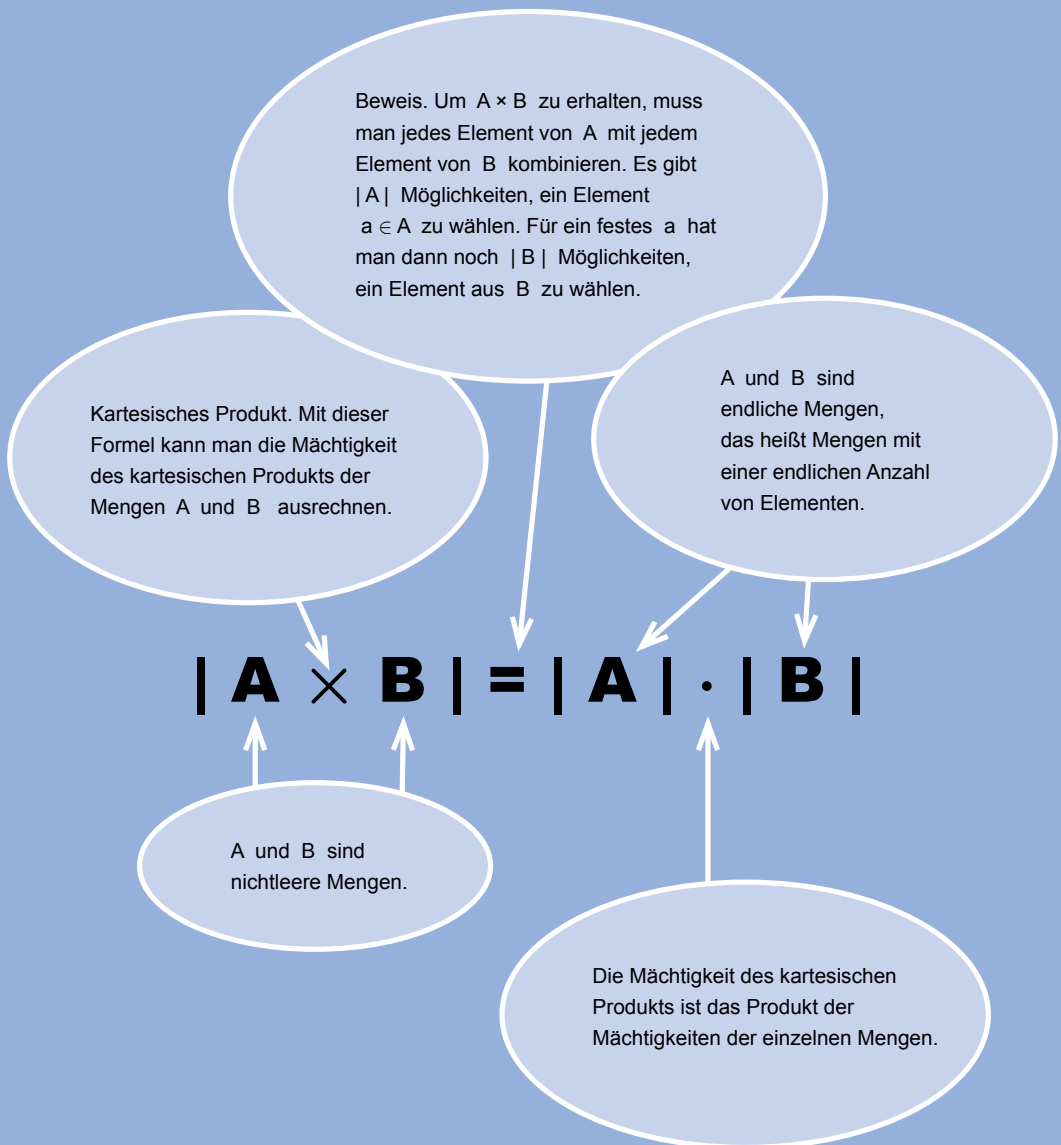 Beweis. Um A × B zu erhalten, muss
man jedes Element von A mit jedem
Element von B kombinieren. Es gibt
| A | Möglichkeiten, ein Element
a ∈ A zu wählen. Für ein festes a hat
man dann noch | B | Möglichkeiten,
ein Element aus B zu wählen.
Kartesisches Produkt. Mit dieser
Formel kann man die Mächtigkeit
des kartesischen Produkts der
Mengen A und B ausrechnen.
A und B sind
endliche Mengen,
das heißt Mengen mit
einer endlichen Anzahl
von Elementen.
| A × B | = | A | · | B |
A und B sind
nichtleere Mengen.
Die Mächtigkeit des kartesischen
Produkts ist das Produkt der
Mächtigkeiten der einzelnen Mengen.